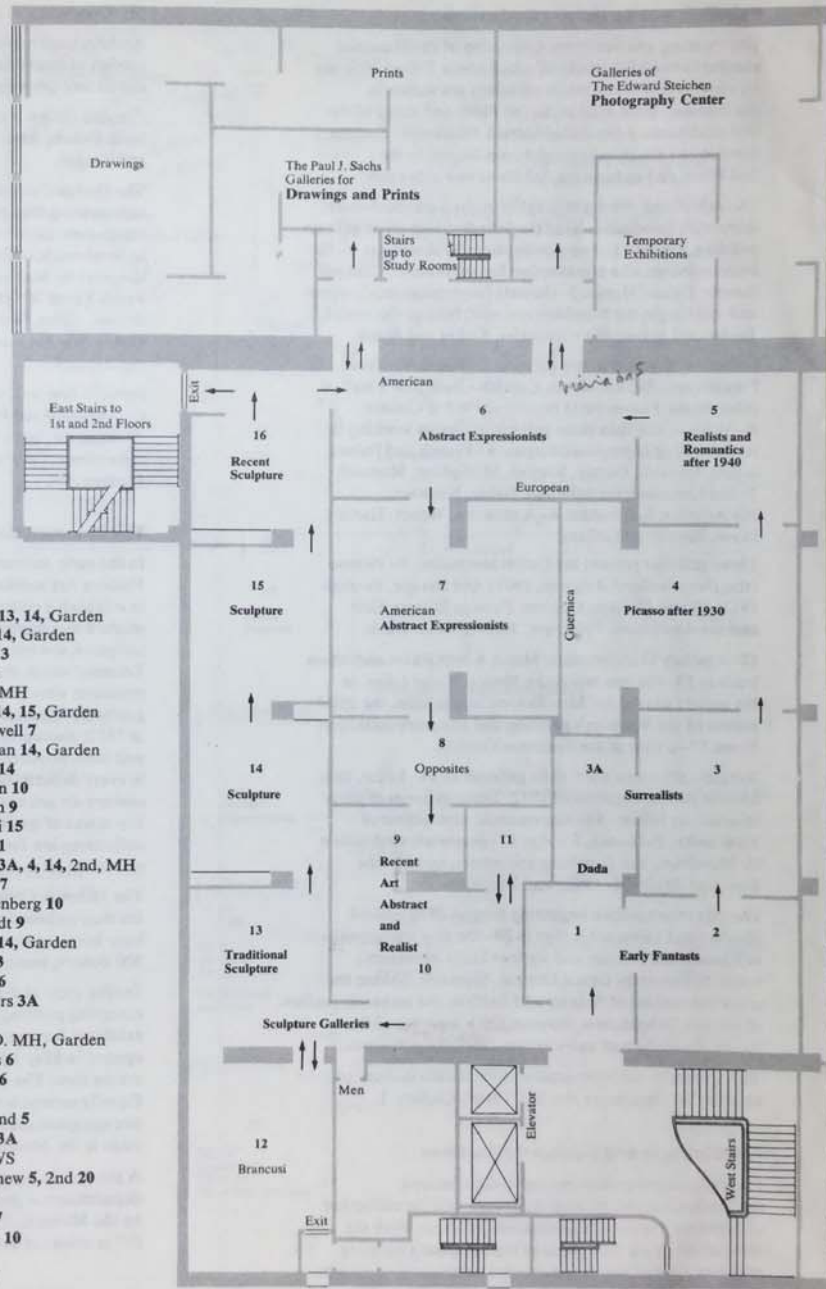 Prints
Galleries of
The Edward Steichen
Photography Center
Drawings
The Paul J. Sachs
Galleries for
Drawings and Prints
Stairs
up to
Study Rooms
Temporary
Exhibitions
Exit
East Stairs to
1st and 2nd Floors
American
6
Abstract Expressionists
European
5
Realists and
Romantics
after 1940
16
Recent
Sculpture
15
Sculpture
7
American
Abstract Expressionists
Guernica
4
Picasso after 1930
14
Sculpture
8
Opposites
3A
3
Surrealists
9
Recent
Art
Abstract
and
Realist
10
11
Dada
13
Traditional
Sculpture
1
2
Early Fantasts
Sculpture Galleries
Men
Elevator
12
Brancusi
Exit
West Stairs
13, 14, Garden
14, Garden
3
MH
14, 15, Garden
well 7
an 14, Garden
14
n 10
n 9
i 15
1
3A, 4, 14, 2nd, MH
7
enberg 10
dt 9
14, Garden
3
6
rs 3A
D. MH, Garden
s 6
6
nd 5
3A
VS
hew 5, 2nd 20
7
10